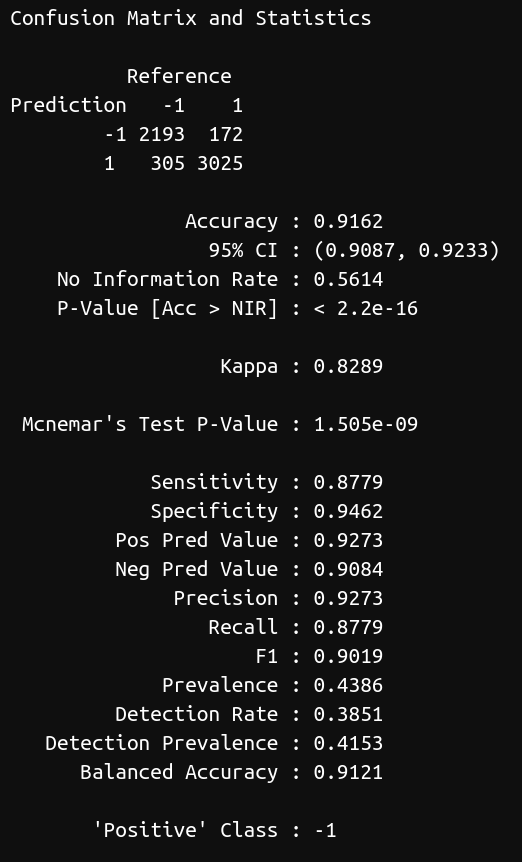 Confusion Matrix and Statistics
Reference
Prediction -1 1
-1 2193 172
1 305 3025
Accuracy : 0.9162
95% CI : (0.9087, 0.9233)
No Information Rate : 0.5614
P-Value [Acc > NIR] : < 2.2e-16
Kappa : 0.8289
Mcnemar's Test P-Value : 1.505e-09
Sensitivity : 0.8779
Specificity : 0.9462
Pos Pred Value : 0.9273
Neg Pred Value : 0.9084
Precision : 0.9273
Recall : 0.8779
F1 : 0.9019
Prevalence : 0.4386
Detection Rate : 0.3851
Detection Prevalence : 0.4153
Balanced Accuracy : 0.9121
'Positive' Class : -1